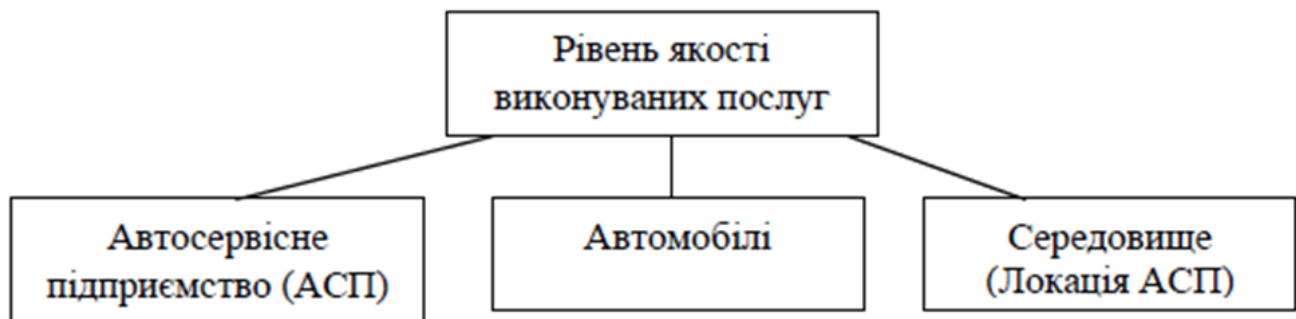 Рівень якості
виконуваних послуг
Автосервісне
підприємство (АСП)
Автомобілі
Середовище
(Локація АСП)